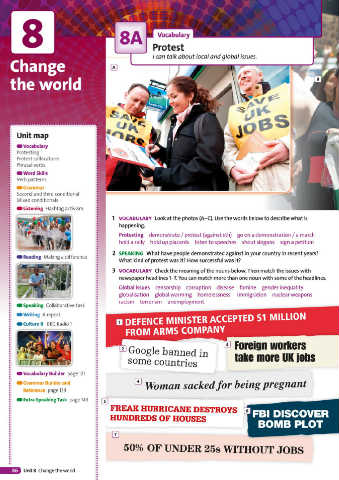 8
Change
the world
Unit map
Vocabulary
Protesting
Protest collocations
Phrasal verbs
Word Skills
Verb patterns
Grammar
Second and third conditional
Mixed conditionals
Listening Hashtag activism
Reading Making a difference
Speaking Collaborative task
Writing A report
Culture 8 BBC Radio 1
Vocabulary Builder page 131
Grammar Builder and
Reference page 134
Extra Speaking Task page 143
8A
Vocabulary
Protest
I can talk about local and global issues.
A
B
SAVE
UK
JOBS
SAVE
UK
JOBS
1 VOCABULARY Look at the photos (A–C). Use the words below to describe what is
happening.
Protesting demonstrate / protest (against sth) go on a demonstration / a march
hold a rally hold up placards listen to speeches shout slogans sign a petition
2 SPEAKING What have people demonstrated against in your country in recent years?
What kind of protest was it? How successful was it?
3 VOCABULARY Check the meaning of the nouns below. Then match the issues with
newspaper headlines 1–7. You can match more than one noun with some of the headlines.
Global issues censorship corruption disease famine gender inequality
globalisation global warming homelessness immigration nuclear weapons
racism terrorism unemployment
1 DEFENCE MINISTER ACCEPTED $1 MILLION
FROM ARMS COMPANY
2 Google banned in
some countries
3 Foreign workers
take more UK jobs
4 Woman sacked for being pregnant
5
FREAK HURRICANE DESTROYS
HUNDREDS OF HOUSES
6 FBI DISCOVER
BOMB PLOT
7
50% OF UNDER 25s WITHOUT JOBS
Unit 8 Change the world